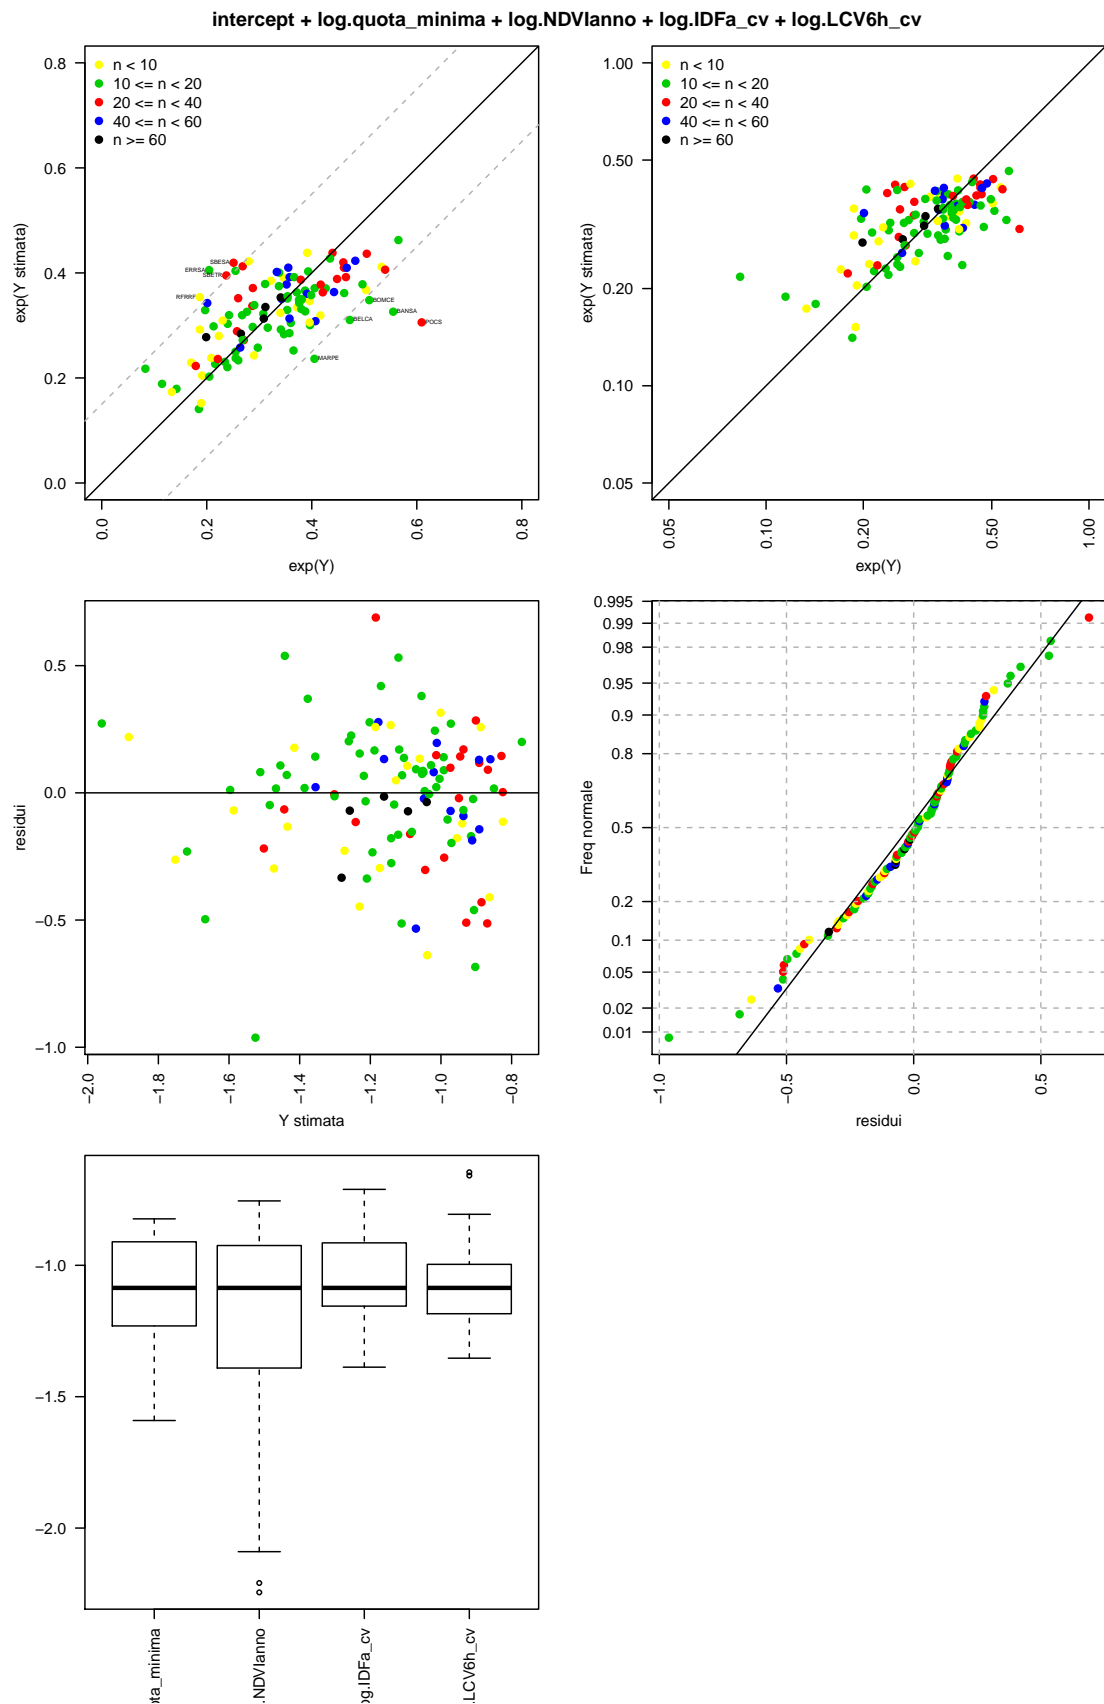 intercept + log.quota_minima + log.NDVIanno + log.IDFa_cv + log.LCV6h_cv
n < 10
10 <= n < 20
20 <= n < 40
40 <= n < 60
n >= 60
SBESA
ERRSA
SBETR
RFRRF
BOMCE
BANSA
BELCA
POCS
MARPE
0.8
0.6
0.4
0.2
0.0
exp(Y stimata)
0.0 0.2 0.4 0.6 0.8
exp(Y)
n < 10
10 <= n < 20
20 <= n < 40
40 <= n < 60
n >= 60
1.00
0.50
0.20
0.10
0.05
exp(Y stimata)
0.05 0.10 0.20 0.50 1.00
exp(Y)
0.5
0.0
−0.5
−1.0
residui
−2.0 −1.8 −1.6 −1.4 −1.2 −1.0 −0.8
Y stimata
0.995
0.99
0.98
0.95
0.9
0.8
0.5
0.2
0.1
0.05
0.02
0.01
Freq normale
−1.0 −0.5 0.0 0.5
residui
−1.0
−1.5
−2.0
ota_minima
.NDVIanno
og.IDFa_cv
.LCV6h_cv